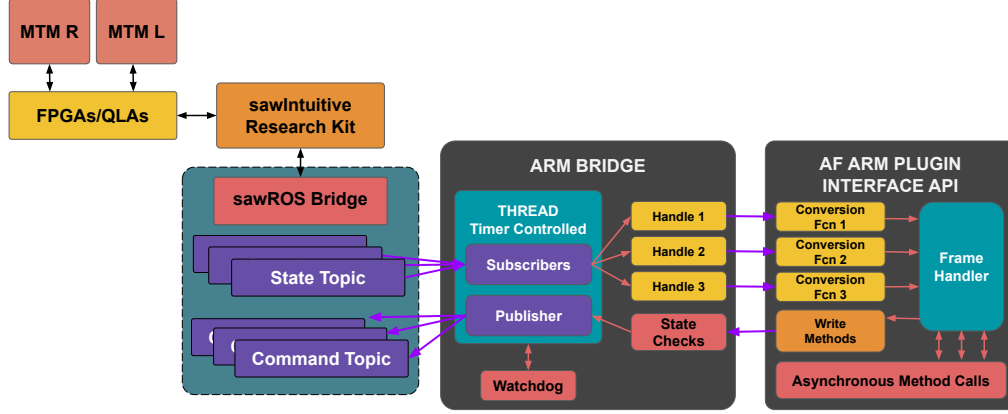 MTM R
MTM L
FPGAs/QLAs
sawIntuitive
Research Kit
sawROS Bridge
State Topic
Command Topic
ARM BRIDGE
THREAD
Timer Controlled
Subscribers
Publisher
Watchdog
Handle 1
Handle 2
Handle 3
State
Checks
AF ARM PLUGIN
INTERFACE API
Conversion
Fcn 1
Conversion
Fcn 2
Conversion
Fcn 3
Write
Methods
Frame
Handler
Asynchronous Method Calls